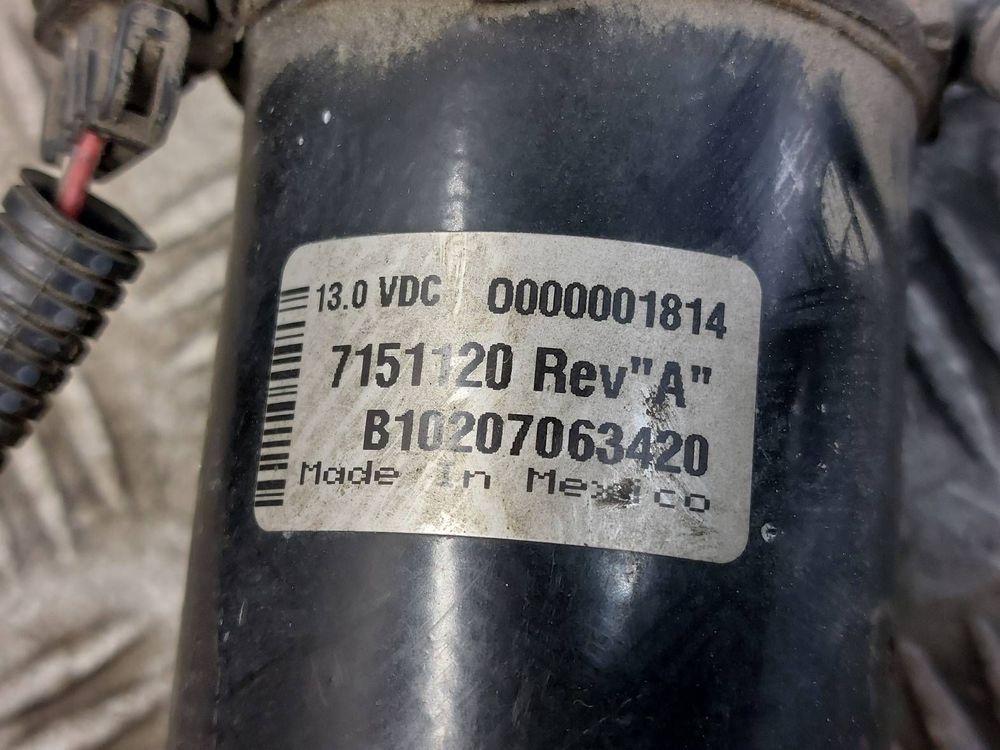 13.0 VDC 0000001814
7151120 Rev"A"
B10207063420
Made In Mexico